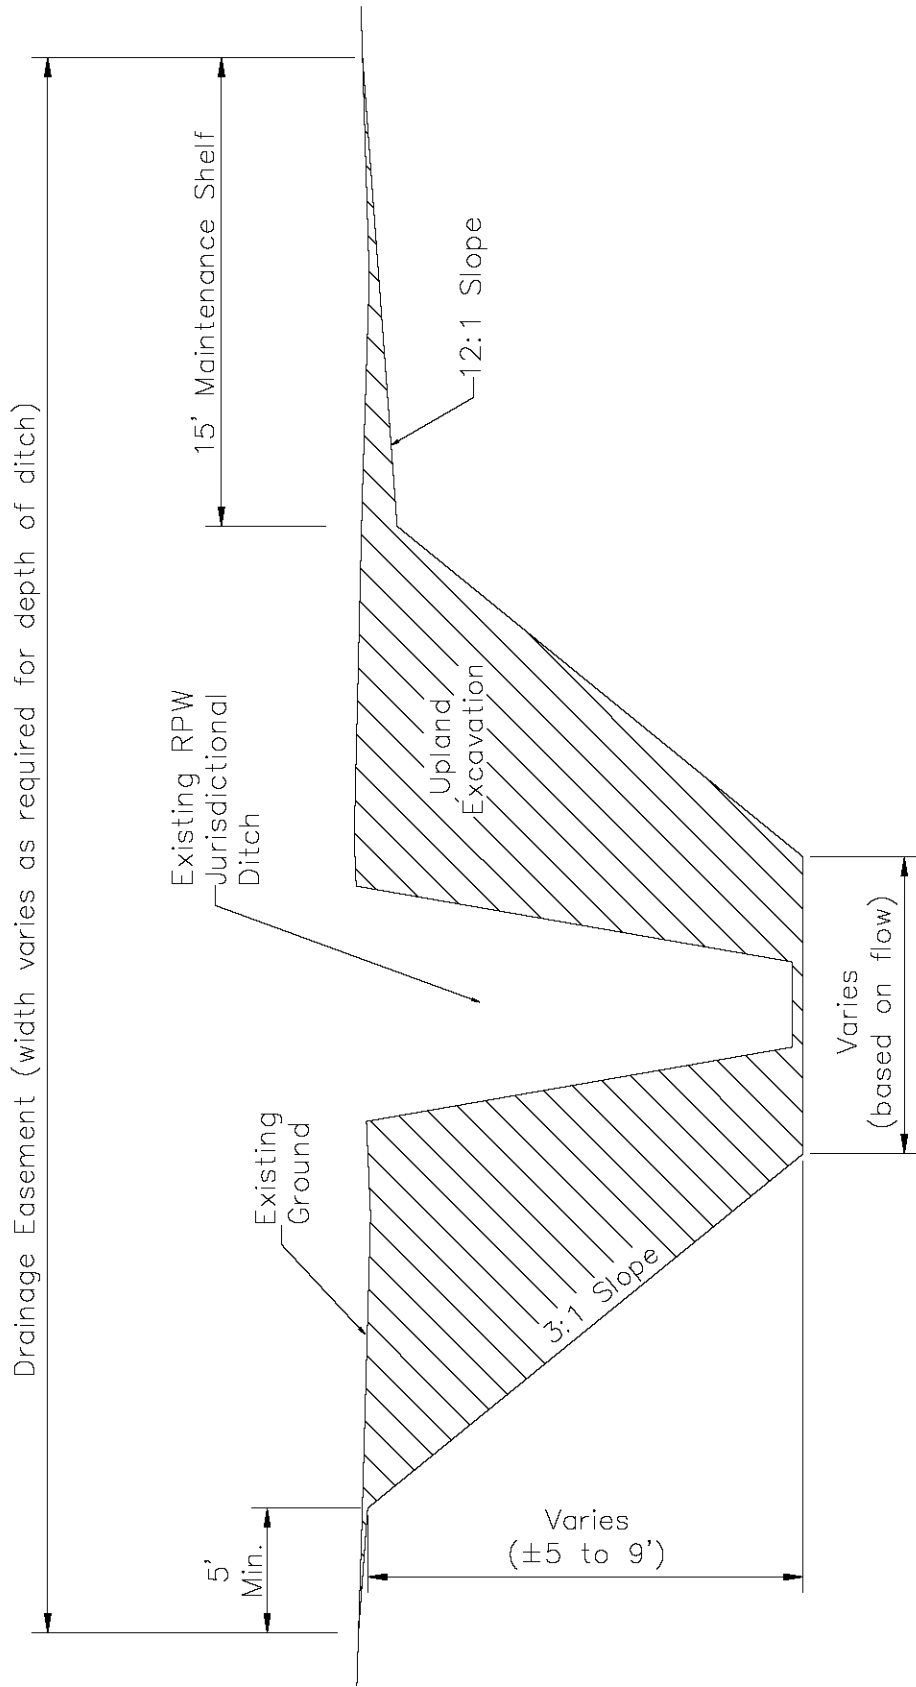 Drainage Easement (width varies as required for depth of ditch)
15' Maintenance Shelf
5'
Min.
Existing
Ground
Existing RPW
Jurisdictional
Ditch
12:1 Slope
Upland
Excavation
3:1 Slope
Varies
(±5 to 9')
Varies
(based on flow)